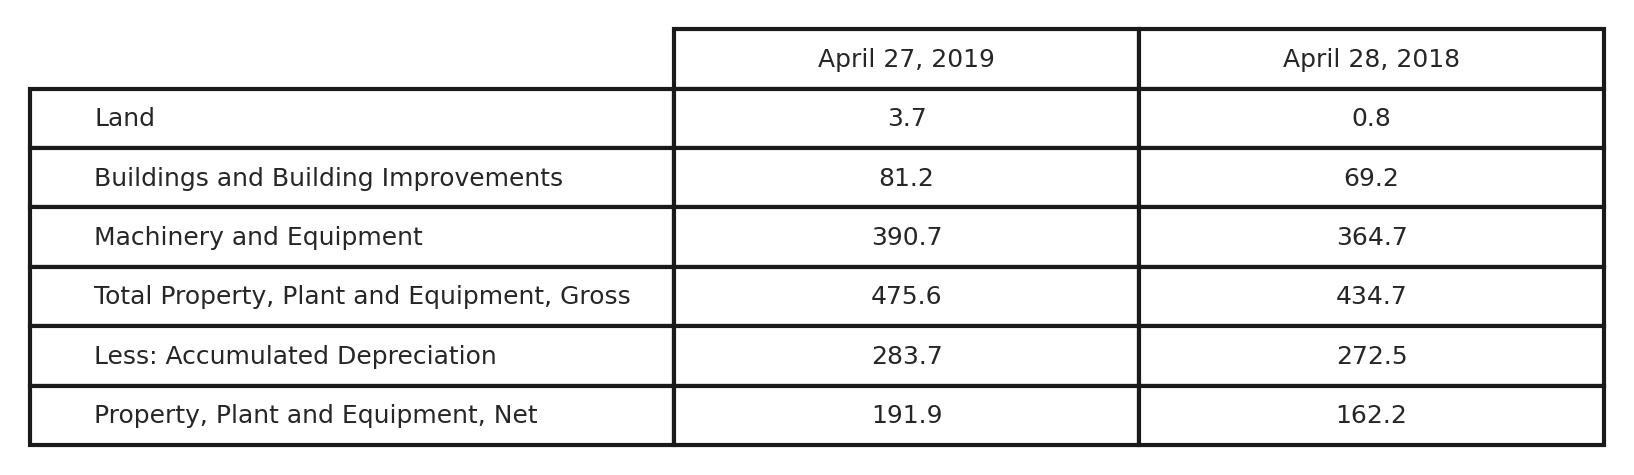 April 27, 2019 April 28, 2018
Land 3.7 0.8
Buildings and Building Improvements 81.2 69.2
Machinery and Equipment 390.7 364.7
Total Property, Plant and Equipment, Gross 475.6 434.7
Less: Accumulated Depreciation 283.7 272.5
Property, Plant and Equipment, Net 191.9 162.2